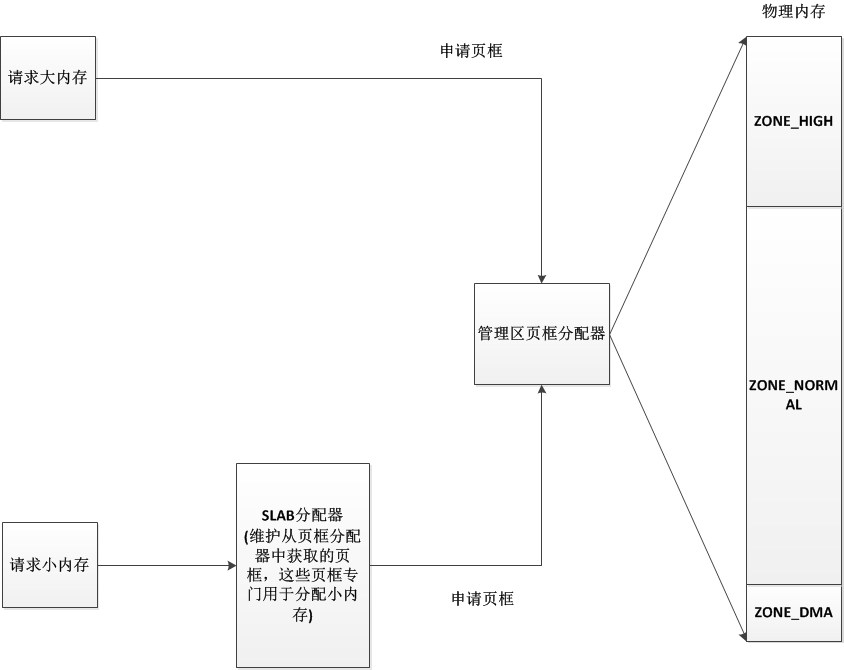 物理内存
申请页框
请求大内存
ZONE_HIGH
管理区页框分配器
ZONE_NORM
AL
SLAB分配器
(维护从页框分配
器中获取的页
框，这些页框专
门用于分配小内
存)
请求小内存
申请页框
ZONE_DMA